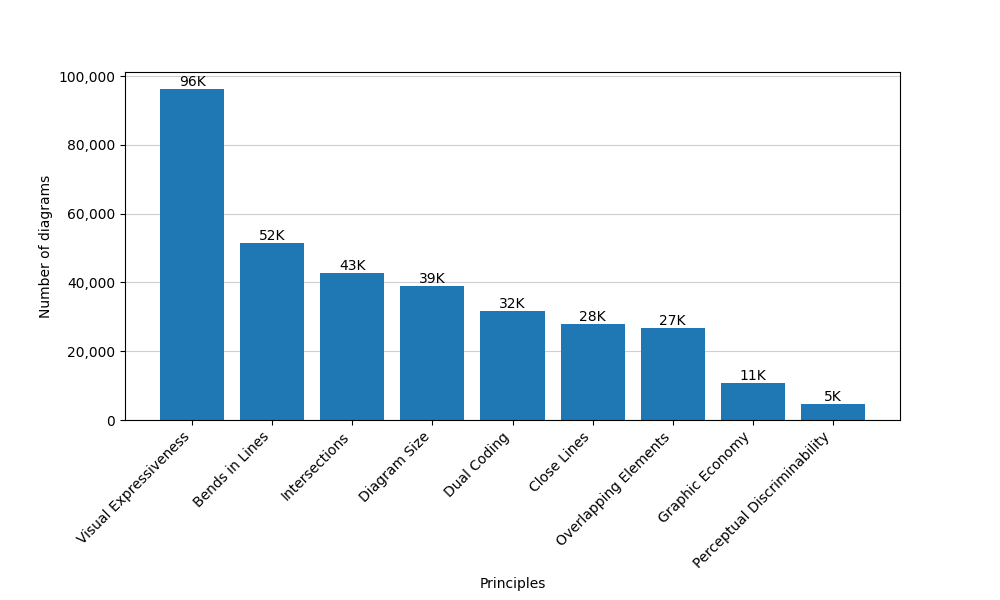 100,000
80,000
60,000
40,000
20,000
0
Number of diagrams
96K
52K
43K
39K
32K
28K
27K
11K
5K
Visual Expressiveness
Bends in Lines
Intersections
Diagram Size
Dual Coding
Close Lines
Overlapping Elements
Graphic Economy
Perceptual Discriminability
Principles